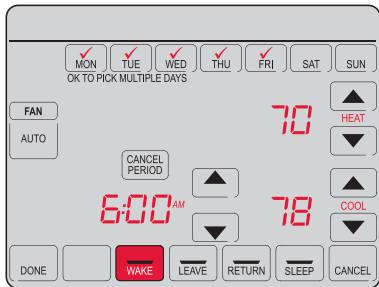 MON TUE WED THU FRI SAT SUN
OK TO PICK MULTIPLE DAYS
FAN
AUTO
70
HEAT
CANCEL
PERIOD
6:00 AM
78
COOL
DONE WAKE LEAVE RETURN SLEEP CANCEL